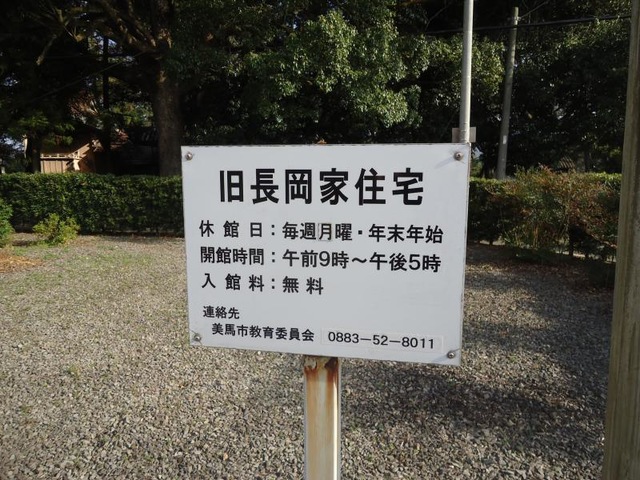 旧長岡家住宅
休館日：毎週月曜・年末年始
開館時間：午前9時～午後5時
入館料：無料
連絡先
美馬市教育委員会 0883－52－8011